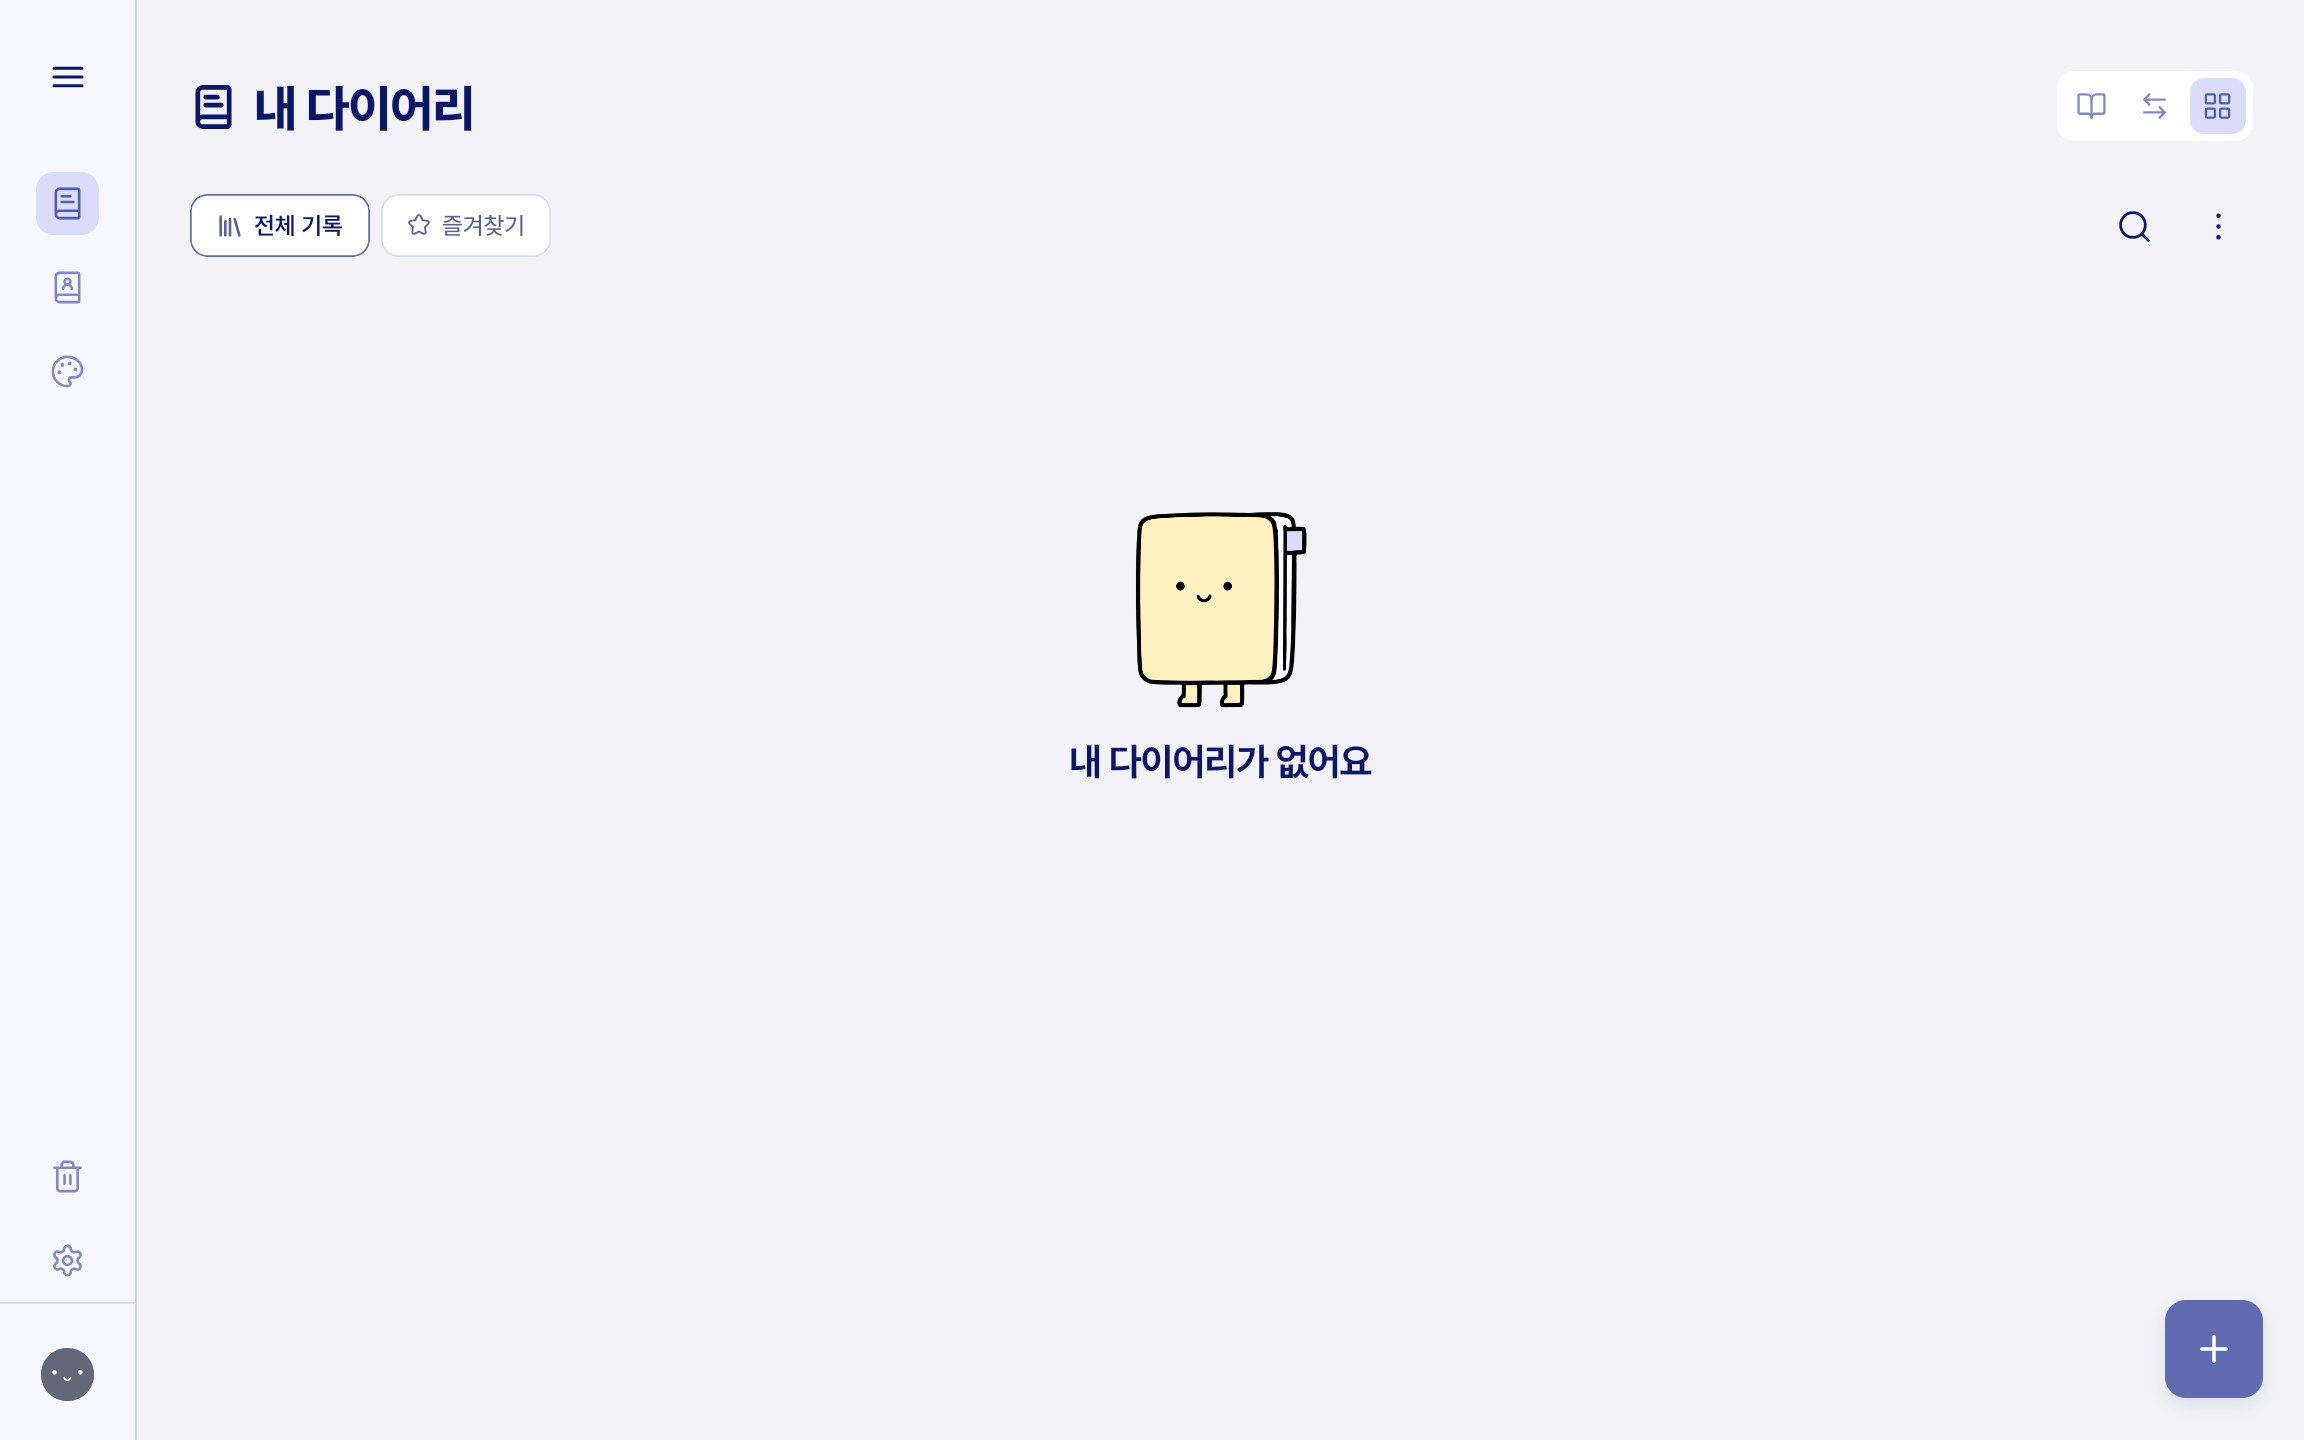 내 다이어리
전체 기록
즐겨찾기
내 다이어리가 없어요